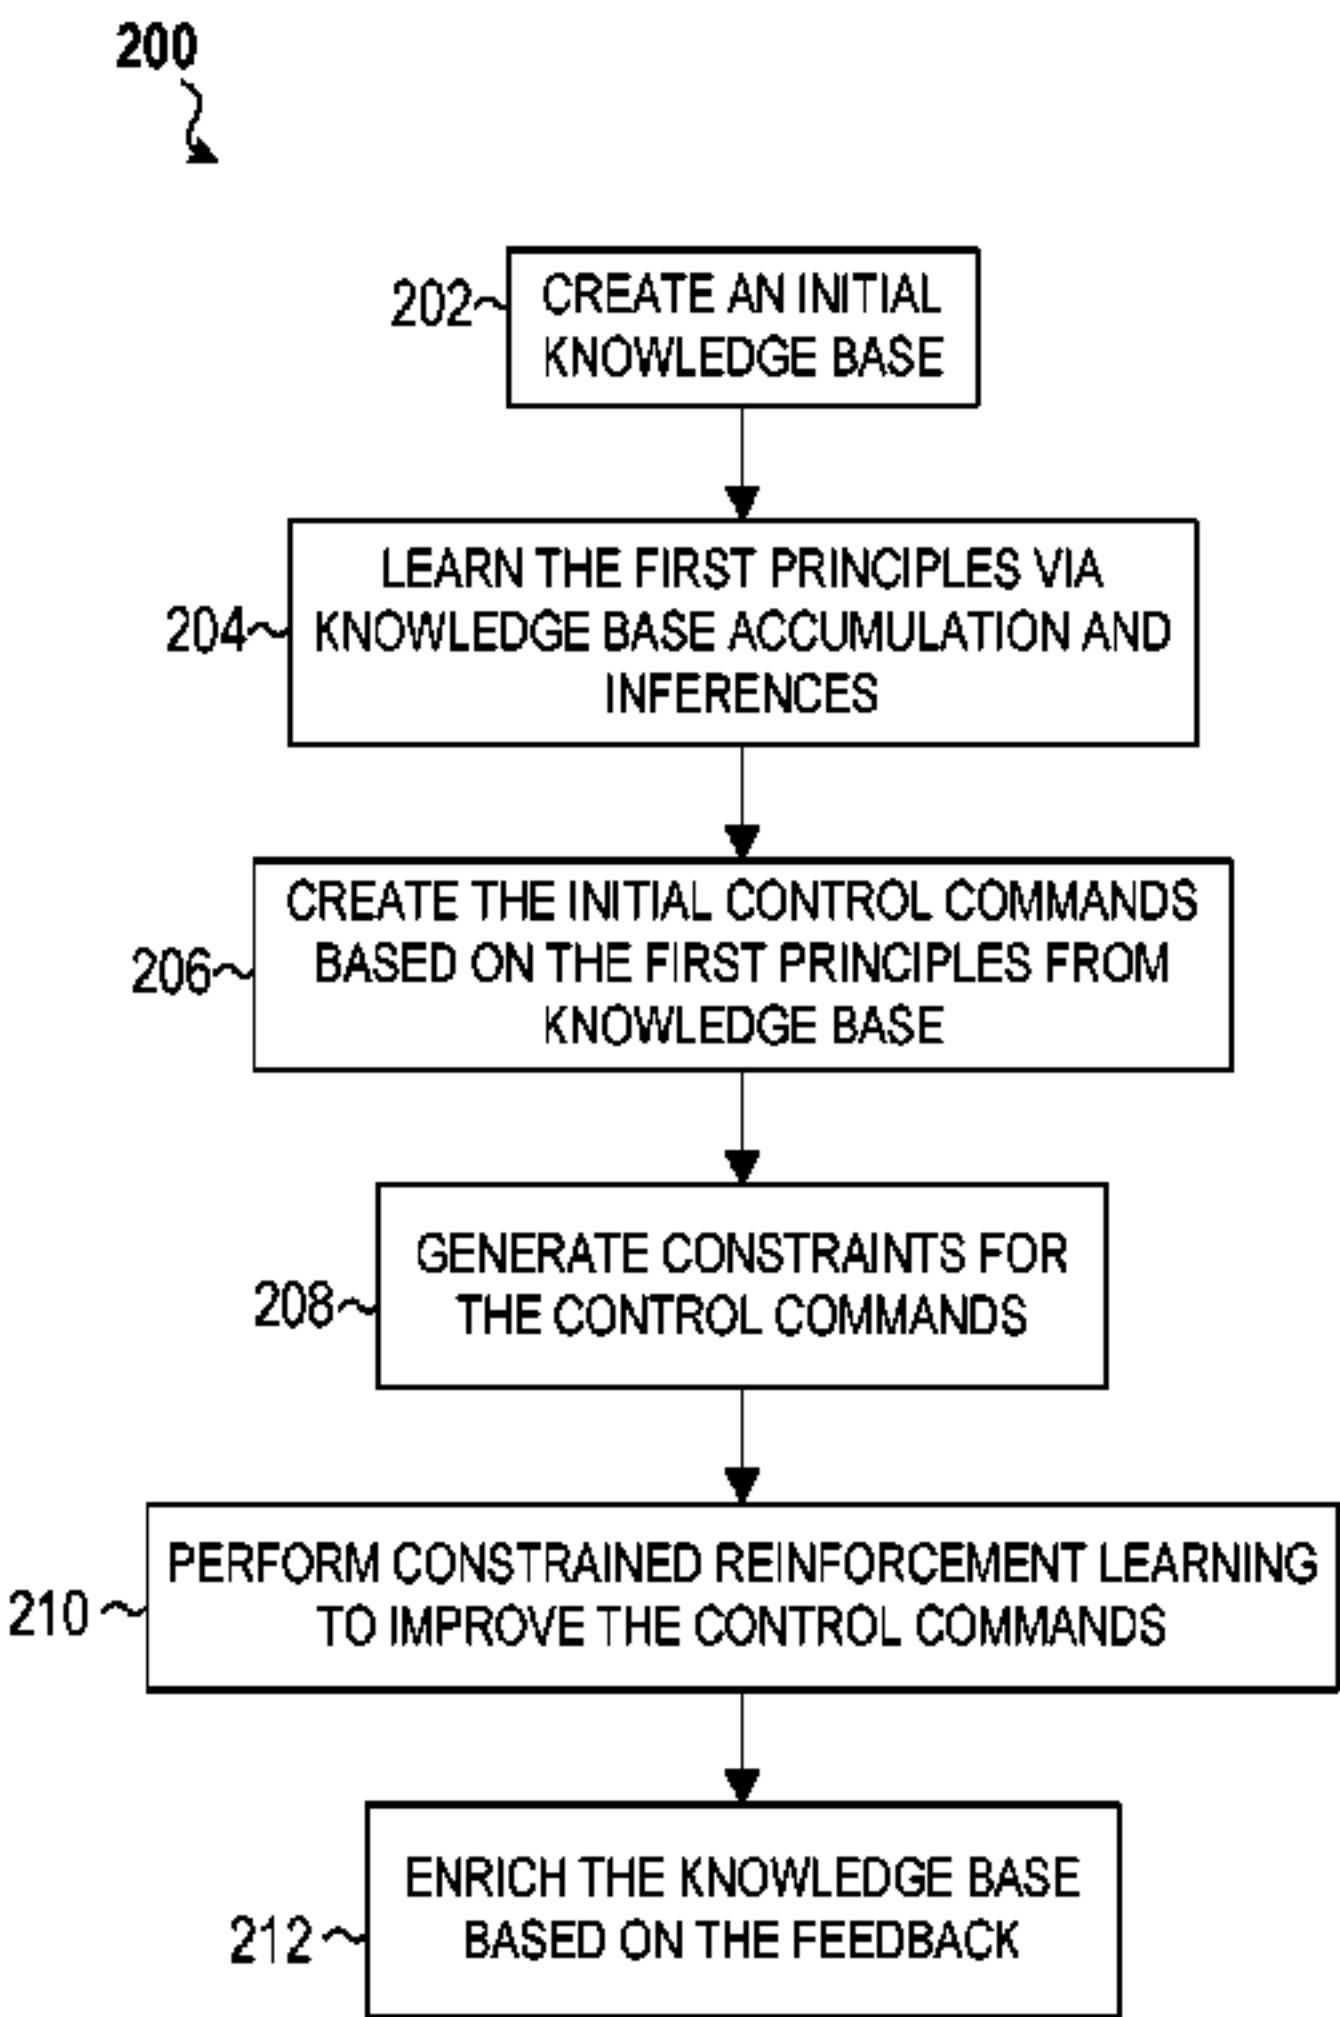 200
202
CREATE AN INITIAL
KNOWLEDGE BASE
204
LEARN THE FIRST PRINCIPLES VIA
KNOWLEDGE BASE ACCUMULATION AND
INFERENCES
206
CREATE THE INITIAL CONTROL COMMANDS
BASED ON THE FIRST PRINCIPLES FROM
KNOWLEDGE BASE
208
GENERATE CONSTRAINTS FOR
THE CONTROL COMMANDS
210
PERFORM CONSTRAINED REINFORCEMENT LEARNING
TO IMPROVE THE CONTROL COMMANDS
212
ENRICH THE KNOWLEDGE BASE
BASED ON THE FEEDBACK